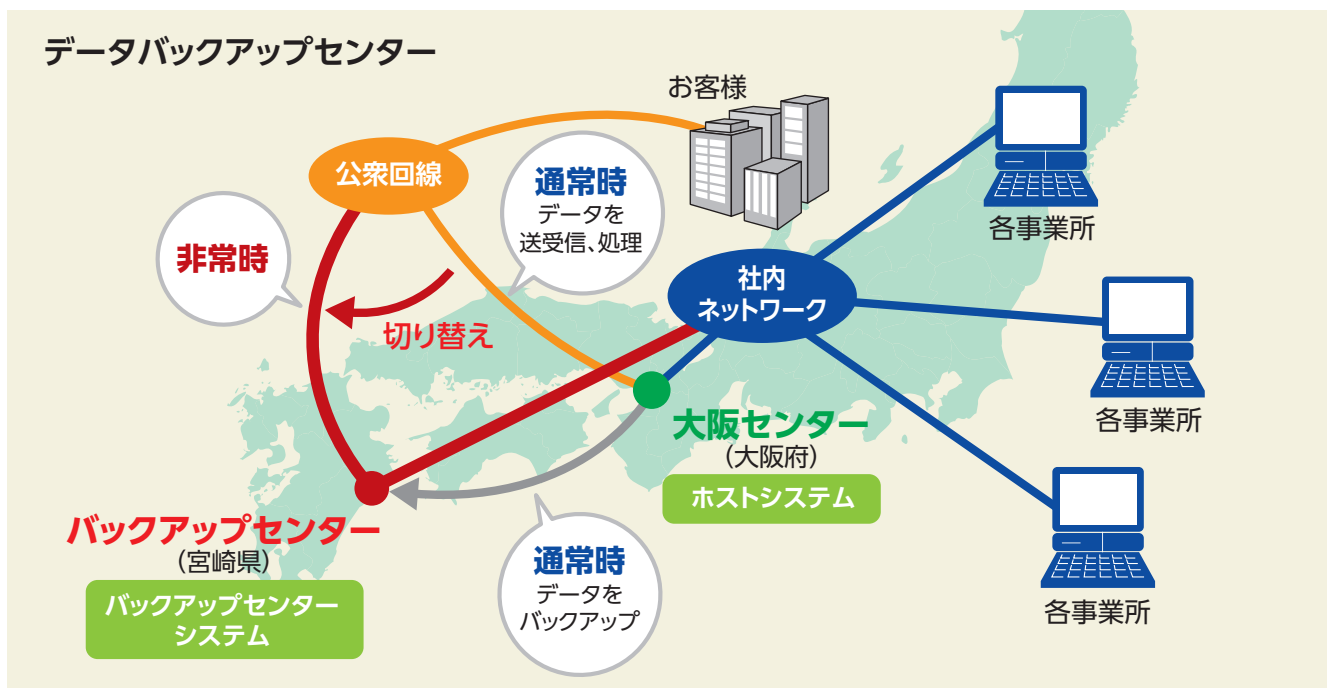 データバックアップセンター
お客様
公衆回線
通常時
データを
送受信、処理
非常時
切り替え
社内
ネットワーク
各事業所
各事業所
各事業所
大阪センター
(大阪府)
ホストシステム
バックアップセンター
(宮崎県)
バックアップセンター
システム
通常時
データを
バックアップ